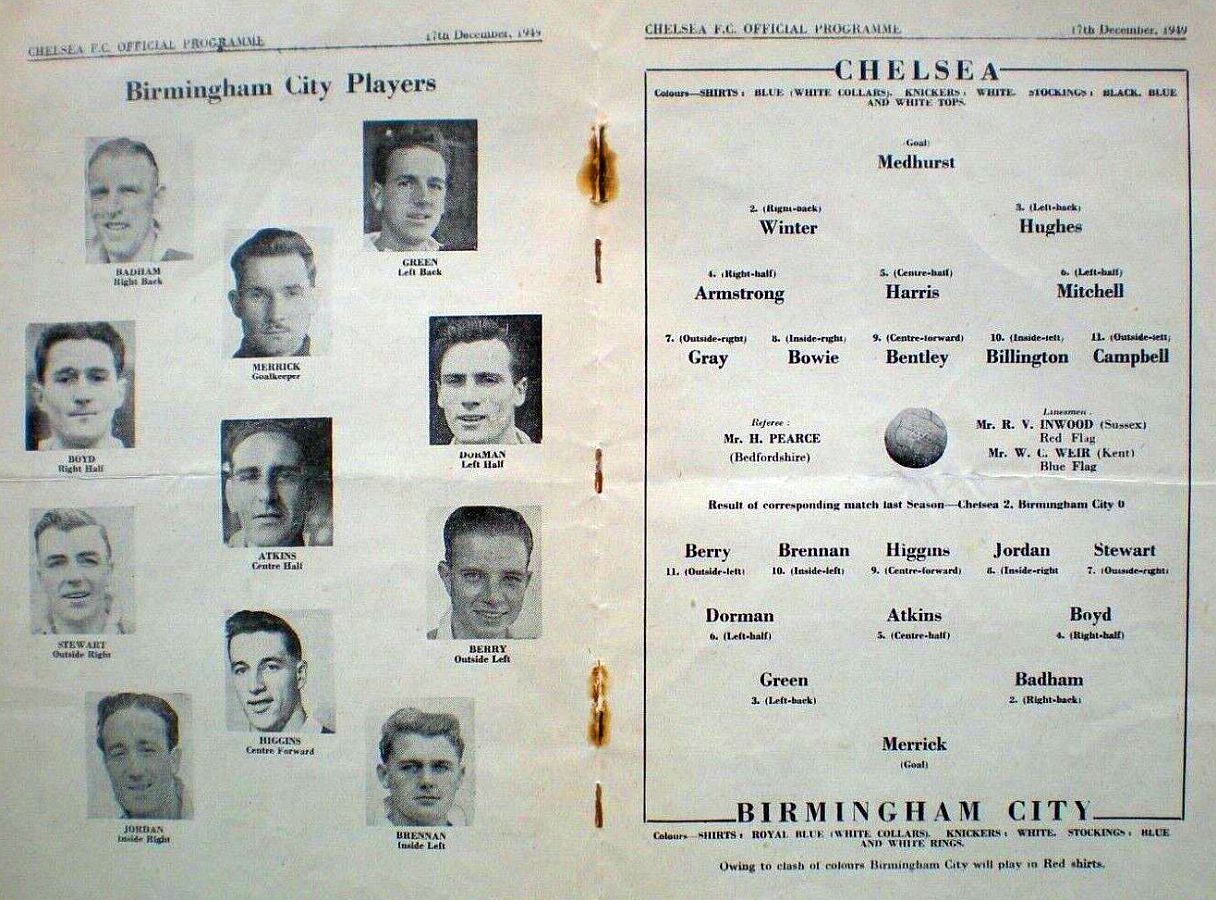 CHELSEA F.C. OFFICIAL PROGRAMME 17th December, 1949
Birmingham City Players
BADHAM
Right Back
GREEN
Left Back
MERRICK
Goalkeeper
BOYD
Right Half
DORMAN
Left Half
ATKINS
Centre Half
STEWART
Outside Right
BERRY
Outside Left
HIGGINS
Centre Forward
JORDAN
Inside Right
BRENNAN
Inside Left
CHELSEA F.C. OFFICIAL PROGRAMME 17th December, 1949
CHELSEA
Colours—SHIRTS : BLUE (WHITE COLLARS). KNICKERS : WHITE. STOCKINGS : BLACK, BLUE
AND WHITE TOPS.
(Goal)
Medhurst
2. (Right-back) 3. (Left-back)
Winter Hughes
4. (Right-half) 5. (Centre-half) 6. (Left-half)
Armstrong Harris Mitchell
7. (Outside-right) 8. (Inside-right) 9. (Centre-forward) 10. (Inside-left) 11. (Outside-left)
Gray Bowie Bentley Billington Campbell
Referee :
Mr. H. PEARCE
(Bedfordshire)
Linesmen :
Mr. R. V. INWOOD (Sussex)
Red Flag
Mr. W. C. WEIR (Kent)
Blue Flag
Result of corresponding match last Season—Chelsea 2, Birmingham City 0
Berry Brennan Higgins Jordan Stewart
11. (Outside-left) 10. (Inside-left) 9. (Centre-forward) 8. (Inside-right 7. (Outside-right)
Dorman Atkins Boyd
6. (Left-half) 5. (Centre-half) 4. (Right-half)
Green Badham
3. (Left-back) 2. (Right-back)
Merrick
(Goal)
BIRMINGHAM CITY
Colours—SHIRTS : ROYAL BLUE (WHITE COLLARS). KNICKERS : WHITE. STOCKINGS : BLUE
AND WHITE RINGS.
Owing to clash of colours Birmingham City will play in Red shirts.